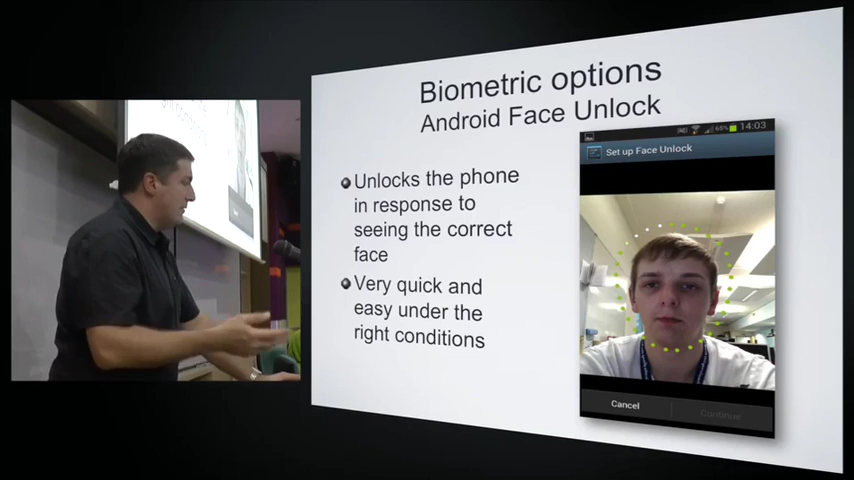 Biometric options
Android Face Unlock
Unlocks the phone
in response to
seeing the correct
face
Very quick and
easy under the
right conditions
65% 14:03
Set up Face Unlock
Cancel
Continue